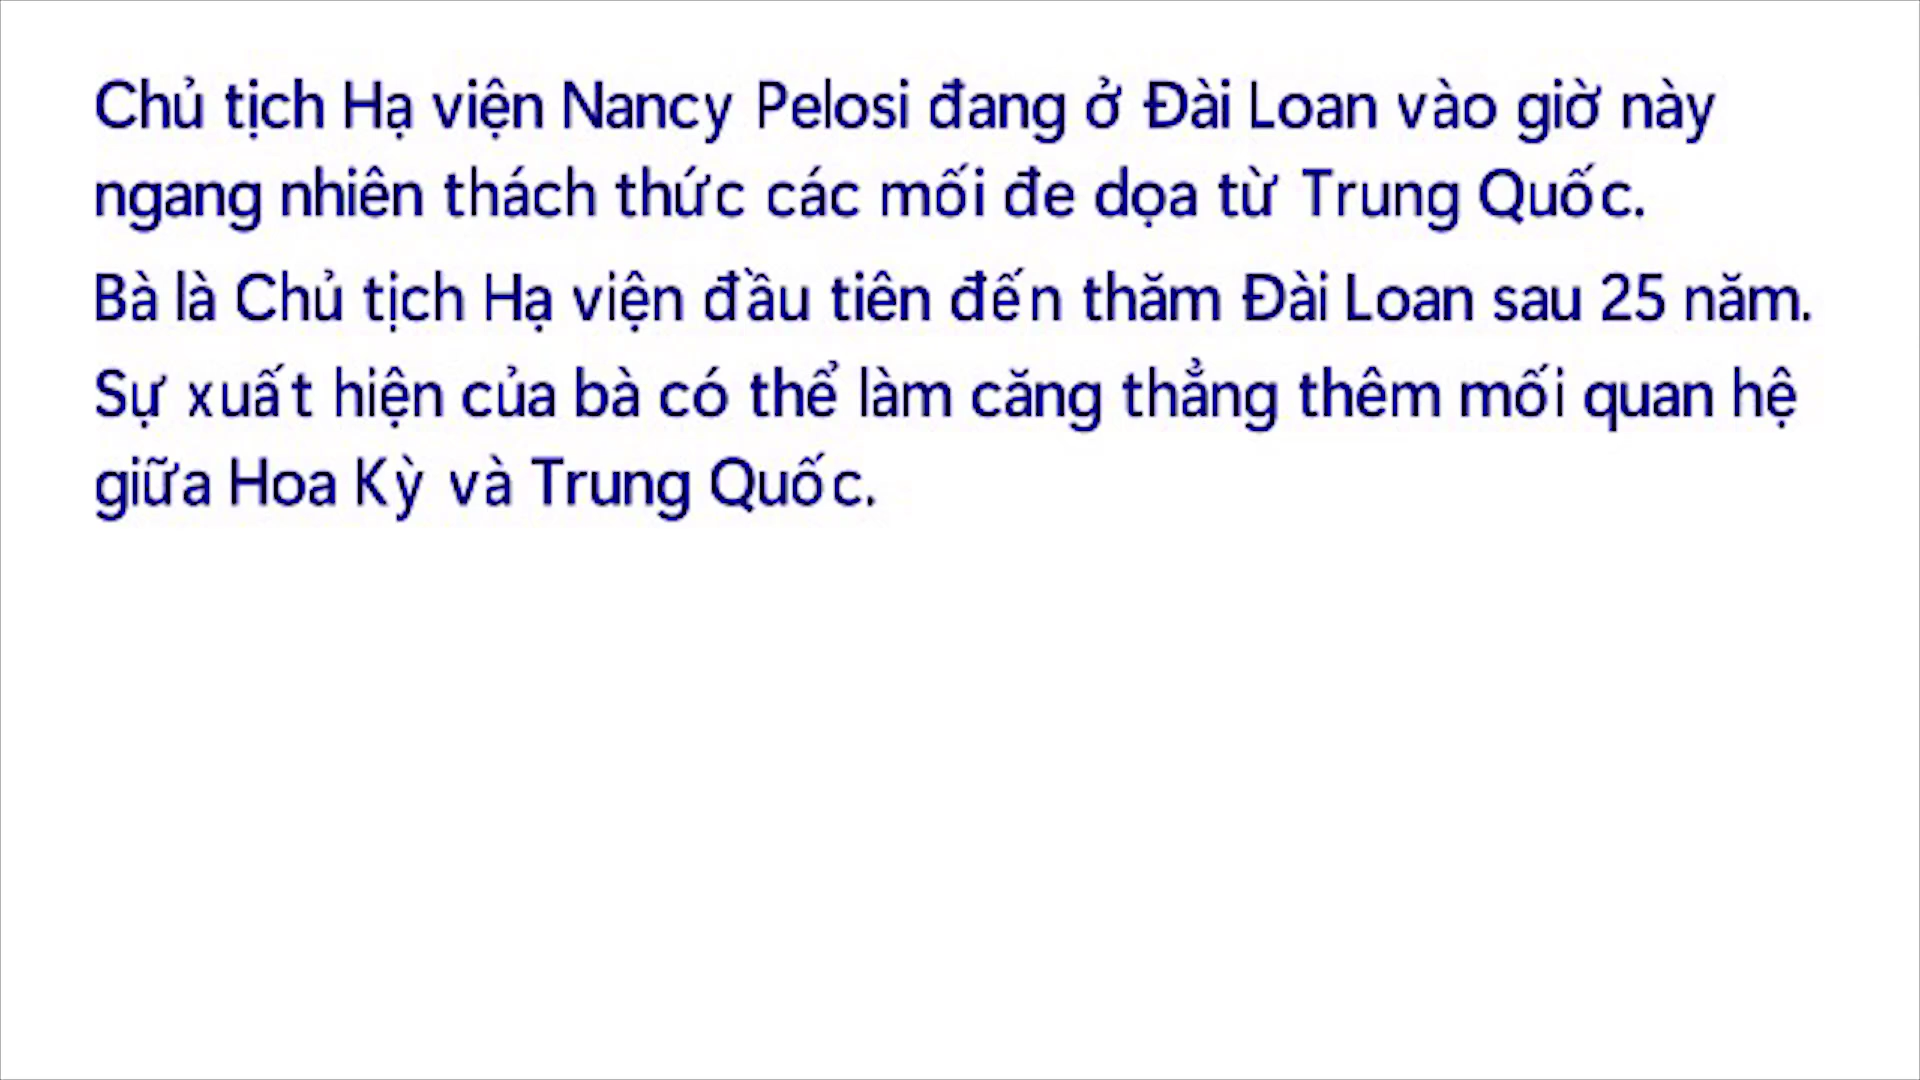 Chủ tịch Hạ viện Nancy Pelosi đang ở Đài Loan vào giờ này
ngang nhiên thách thức các mối đe dọa từ Trung Quốc.
Bà là Chủ tịch Hạ viện đầu tiên đến thăm Đài Loan sau 25 năm.
Sự xuất hiện của bà có thể làm căng thẳng thêm mối quan hệ
giữa Hoa Kỳ và Trung Quốc.